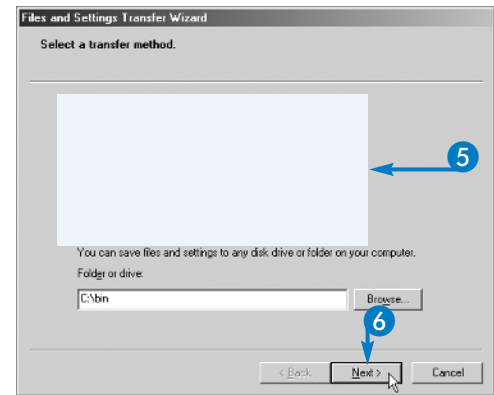 Files and Settings Transfer Wizard
Select a transfer method.
5
You can save files and settings to any disk drive or folder on your computer.
Folder or drive:
C:\bin
Browse...
6
< Back
Next >
Cancel